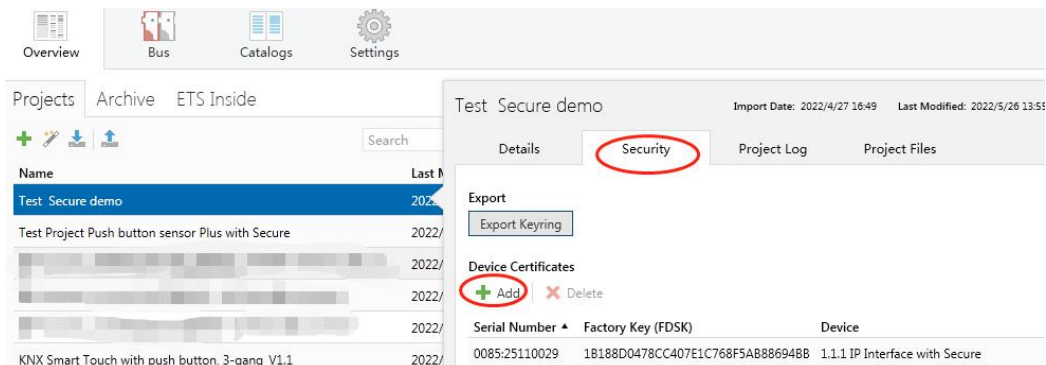 Overview Bus Catalogs Settings
Projects Archive ETS Inside
Search
Name Last M
Test Secure demo 202
Test Project Push button sensor Plus with Secure 2022/
2022/
2022/
2022/
KNX Smart Touch with push button, 3-gang V1.1 2022/
Test Secure demo Import Date: 2022/4/27 16:49 Last Modified: 2022/5/26 13:55
Details Security Project Log Project Files
Export
Export Keyring
Device Certificates
Add Delete
Serial Number Factory Key (FDSK) Device
0085:25110029 1B188D0478CC407E1C768F5AB88694BB 1.1.1 IP Interface with Secure